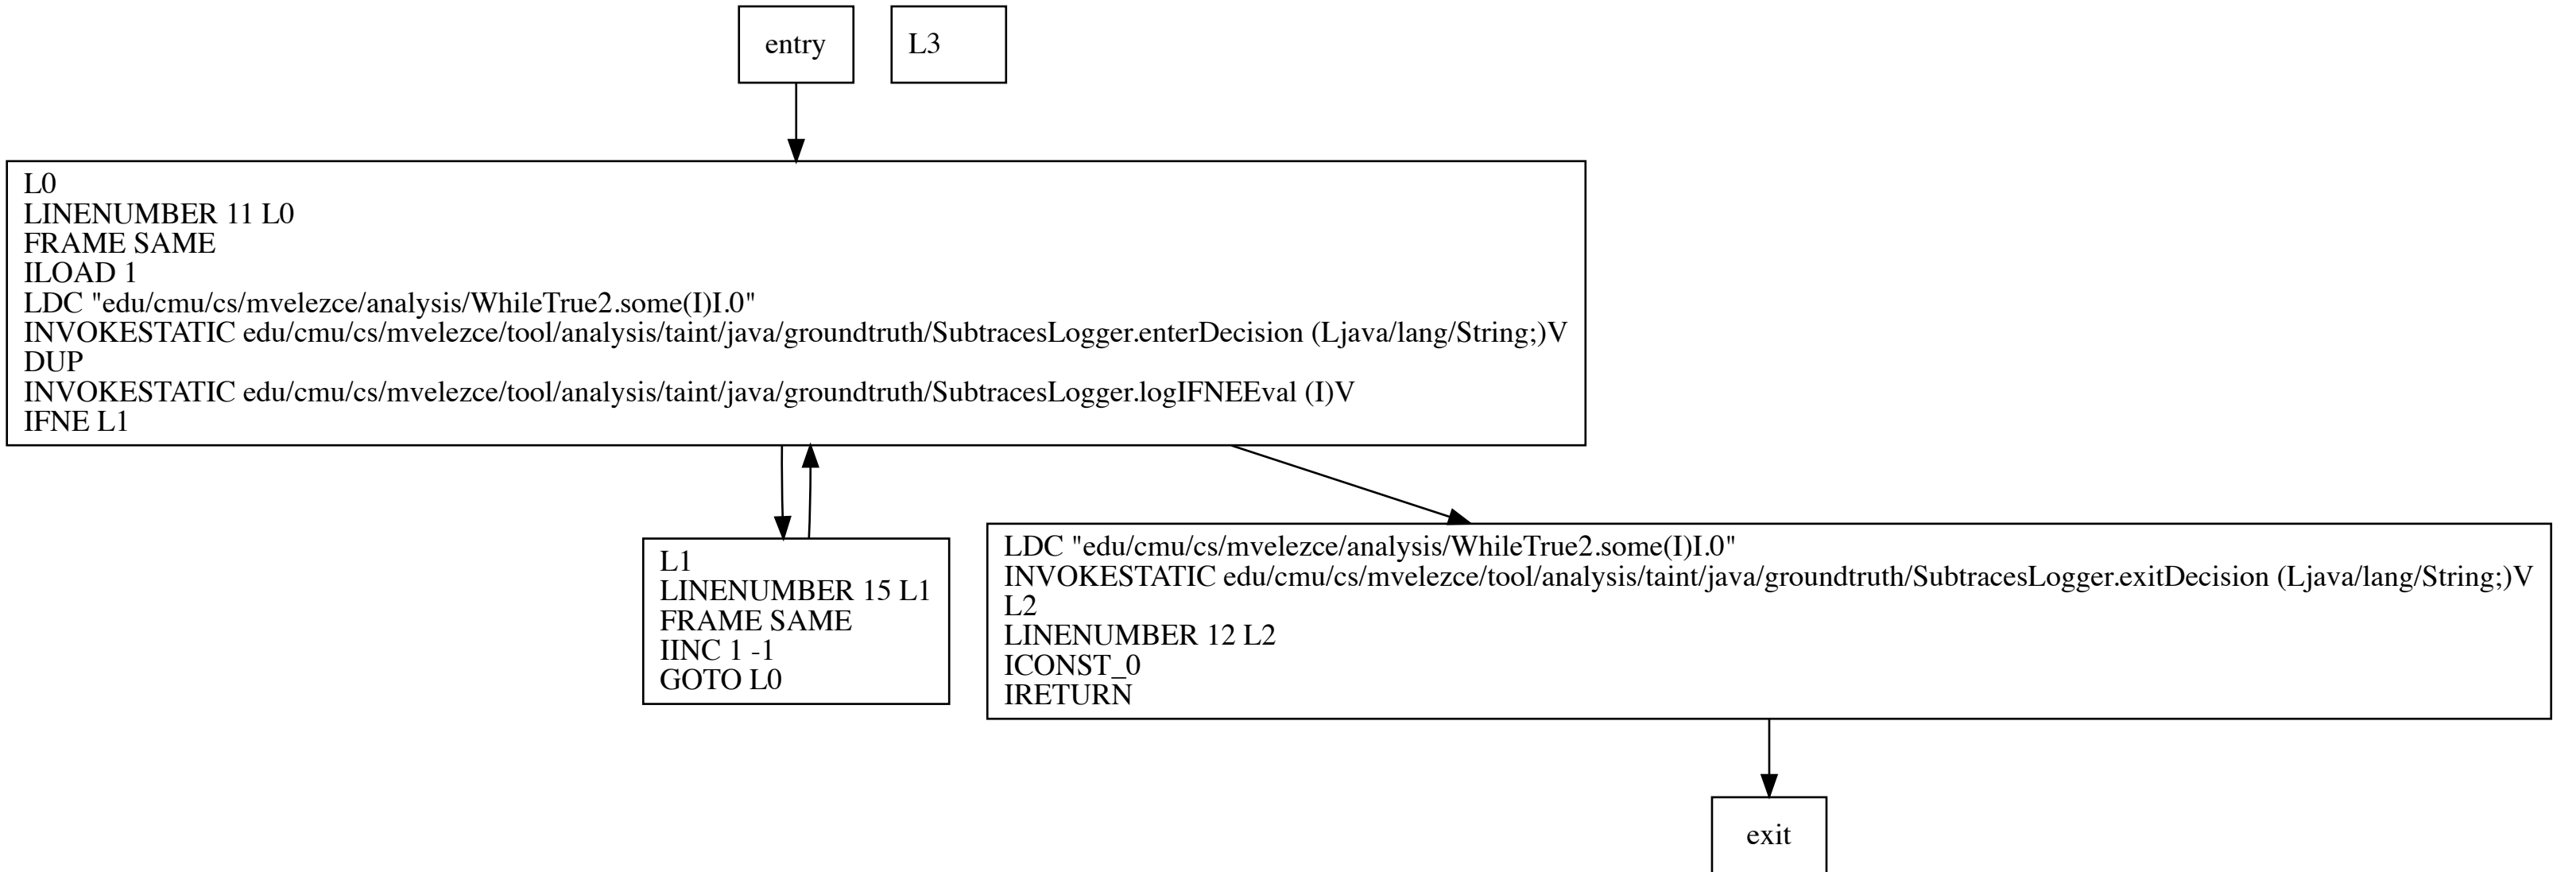 entry
L3
L0
LINENUMBER 11 L0
FRAME SAME
ILOAD 1
LDC "edu/cmu/cs/mvelezce/analysis/WhileTrue2.some(I)I.0"
INVOKESTATIC edu/cmu/cs/mvelezce/tool/analysis/taint/java/groundtruth/SubtracesLogger.enterDecision (Ljava/lang/String;)V
DUP
INVOKESTATIC edu/cmu/cs/mvelezce/tool/analysis/taint/java/groundtruth/SubtracesLogger.logIFNEEval (I)V
IFNE L1
L1
LINENUMBER 15 L1
FRAME SAME
IINC 1 -1
GOTO L0
LDC "edu/cmu/cs/mvelezce/analysis/WhileTrue2.some(I)I.0"
INVOKESTATIC edu/cmu/cs/mvelezce/tool/analysis/taint/java/groundtruth/SubtracesLogger.exitDecision (Ljava/lang/String;)V
L2
LINENUMBER 12 L2
ICONST_0
IRETURN
exit